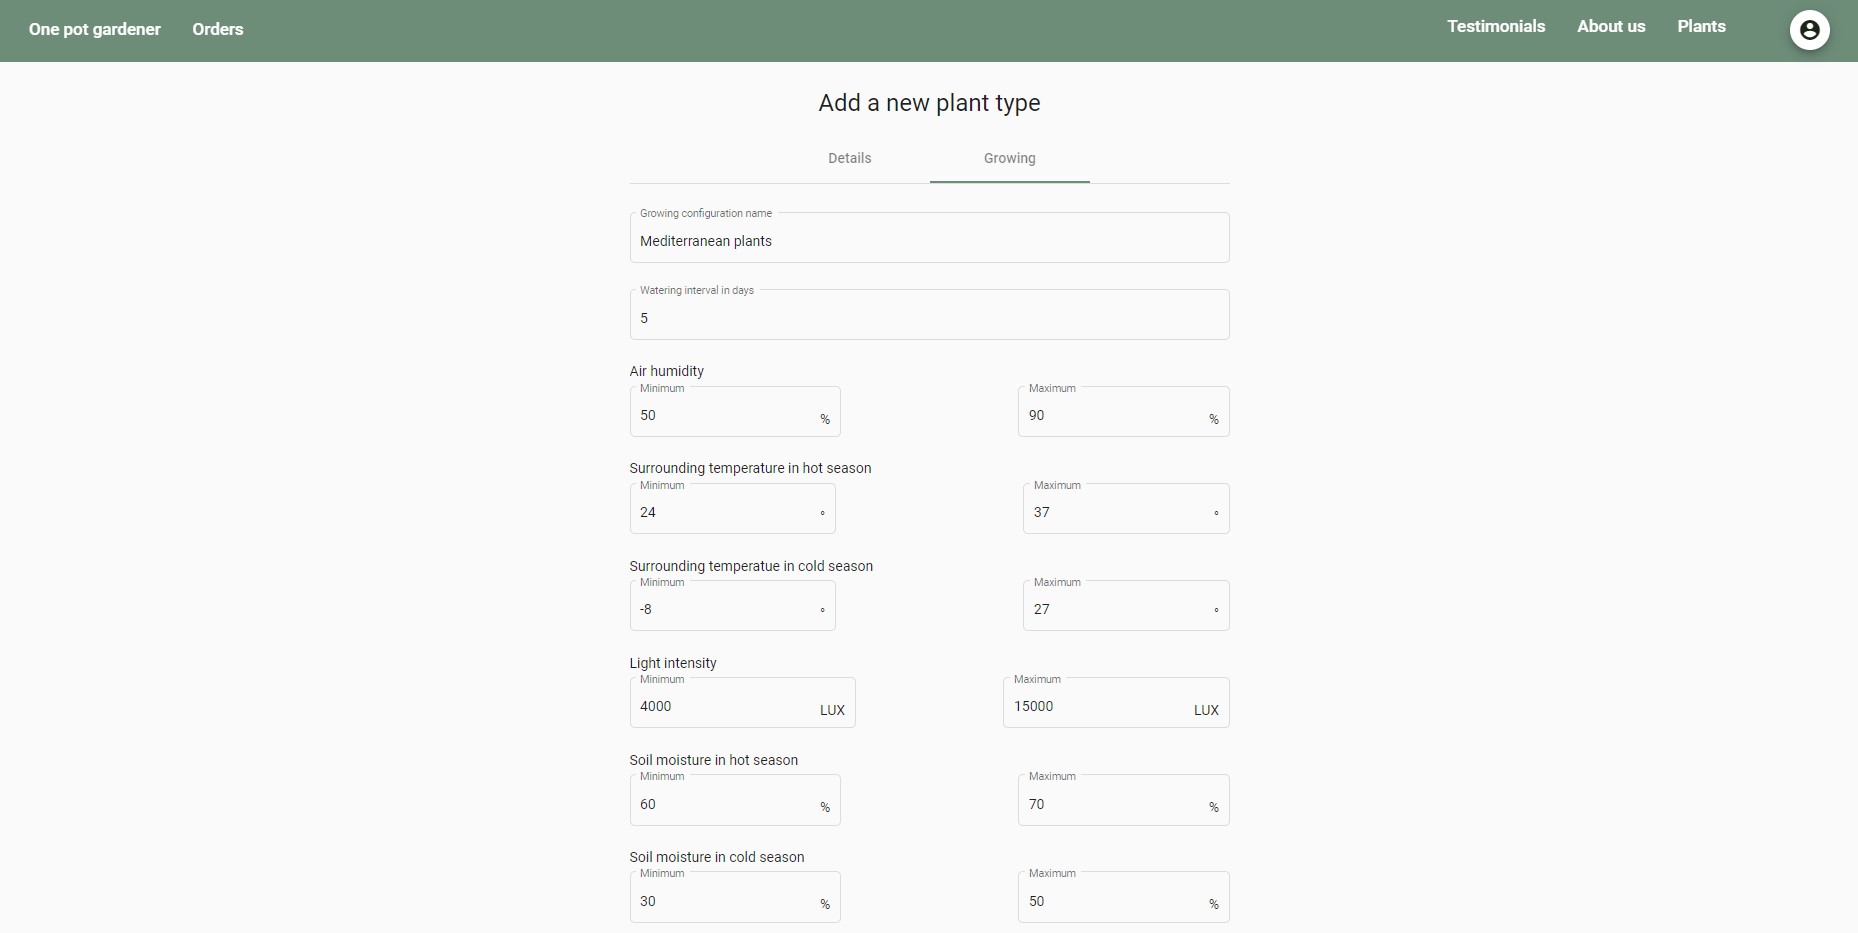 One pot gardener Orders Testimonials About us Plants
Add a new plant type
Details Growing
Growing configuration name
Mediterranean plants
Watering interval in days
5
Air humidity
Minimum Maximum
50 % 90 %
Surrounding temperature in hot season
Minimum Maximum
24 ° 37 °
Surrounding temperatue in cold season
Minimum Maximum
-8 ° 27 °
Light intensity
Minimum Maximum
4000 LUX 15000 LUX
Soil moisture in hot season
Minimum Maximum
60 % 70 %
Soil moisture in cold season
Minimum Maximum
30 % 50 %